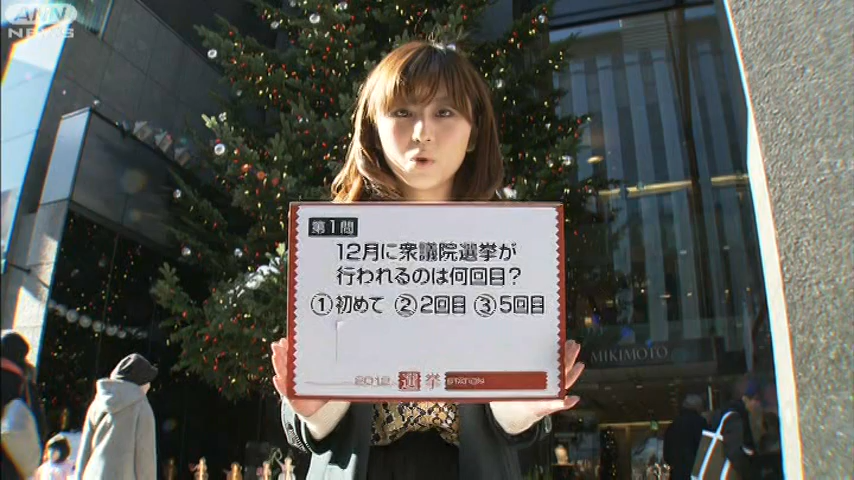 ANN
NEWS
第1問
12月に衆議院選挙が
行われるのは何回目?
①初めて ②2回目 ③5回目
2012 選挙 STATION
MIKIMOTO